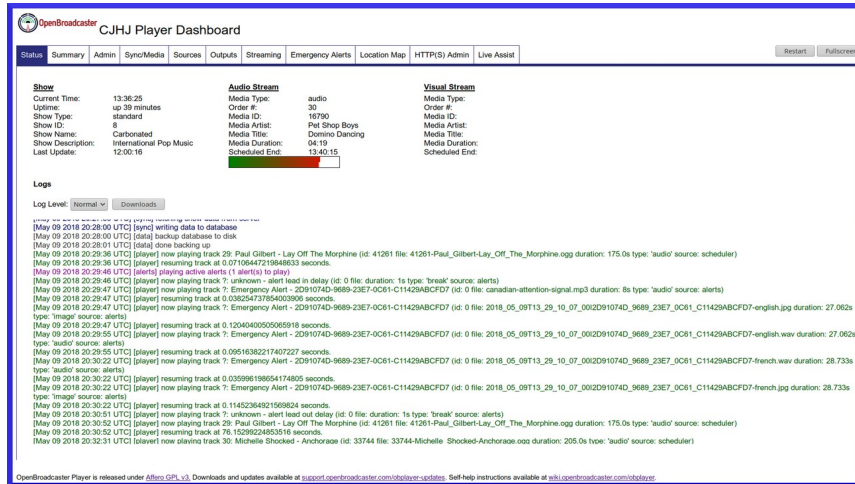 OpenBroadcaster CJHJ Player Dashboard
Status Summary Admin Sync/Media Sources Outputs Streaming Emergency Alerts Location Map HTTP(S) Admin Live Assist Restart Fullscreen
Show Audio Stream Visual Stream
Current Time: 13:36:25 Media Type: audio Media Type:
Uptime: up 39 minutes Order #: 30 Order #:
Show Type: standard Media ID: 16790 Media ID:
Show ID: 8 Media Artist: Pet Shop Boys Media Artist:
Show Name: Carbonated Media Title: Domino Dancing Media Title:
Show Description: International Pop Music Media Duration: 04:19 Media Duration:
Last Update: 12:00:16 Scheduled End: 13:40:15 Scheduled End:
Logs
Log Level: Normal Downloads
[May 09 2018 20:28:00 UTC] [sync] writing data to database
[May 09 2018 20:28:00 UTC] [data] backup database to disk
[May 09 2018 20:28:01 UTC] [data] done backing up
[May 09 2018 20:29:36 UTC] [player] now playing track 29: Paul Gilbert - Lay Off The Morphine (id: 41261 file: 41261-Paul_Gilbert-Lay_Off_The_Morphine.ogg duration: 175.0s type: 'audio' source: scheduler)
[May 09 2018 20:29:36 UTC] [player] resuming track at 0.07106447219848633 seconds.
[May 09 2018 20:29:46 UTC] [alerts] playing active alerts (1 alert(s) to play)
[May 09 2018 20:29:46 UTC] [player] now playing track ?: unknown - alert lead in delay (id: 0 file: duration: 1s type: 'break' source: alerts)
[May 09 2018 20:29:47 UTC] [player] now playing track ?: Emergency Alert - 2D91074D-9689-23E7-0C61-C11429ABCFD7 (id: 0 file: canadian-attention-signal.mp3 duration: 8s type: 'audio' source: alerts)
[May 09 2018 20:29:47 UTC] [player] resuming track at 0.038254737854003906 seconds.
[May 09 2018 20:29:47 UTC] [player] now playing track ?: Emergency Alert - 2D91074D-9689-23E7-0C61-C11429ABCFD7 (id: 0 file: 2018_05_09T13_29_10_07_00I2D91074D_9689_23E7_0C61_C11429ABCFD7-english.jpg duration: 27.062s
type: 'image' source: alerts)
[May 09 2018 20:29:47 UTC] [player] resuming track at 0.12040400505065918 seconds.
[May 09 2018 20:29:55 UTC] [player] now playing track ?: Emergency Alert - 2D91074D-9689-23E7-0C61-C11429ABCFD7 (id: 0 file: 2018_05_09T13_29_10_07_00I2D91074D_9689_23E7_0C61_C11429ABCFD7-english.wav duration: 27.062s
type: 'audio' source: alerts)
[May 09 2018 20:29:55 UTC] [player] resuming track at 0.09516382217407227 seconds.
[May 09 2018 20:30:22 UTC] [player] now playing track ?: Emergency Alert - 2D91074D-9689-23E7-0C61-C11429ABCFD7 (id: 0 file: 2018_05_09T13_29_10_07_00I2D91074D_9689_23E7_0C61_C11429ABCFD7-french.wav duration: 28.733s
type: 'audio' source: alerts)
[May 09 2018 20:30:22 UTC] [player] resuming track at 0.035996198654174805 seconds.
[May 09 2018 20:30:22 UTC] [player] now playing track ?: Emergency Alert - 2D91074D-9689-23E7-0C61-C11429ABCFD7 (id: 0 file: 2018_05_09T13_29_10_07_00I2D91074D_9689_23E7_0C61_C11429ABCFD7-french.jpg duration: 28.733s
type: 'image' source: alerts)
[May 09 2018 20:30:22 UTC] [player] resuming track at 0.11452364921569824 seconds.
[May 09 2018 20:30:51 UTC] [player] now playing track ?: unknown - alert lead out delay (id: 0 file: duration: 1s type: 'break' source: alerts)
[May 09 2018 20:30:52 UTC] [player] now playing track 29: Paul Gilbert - Lay Off The Morphine (id: 41261 file: 41261-Paul_Gilbert-Lay_Off_The_Morphine.ogg duration: 175.0s type: 'audio' source: scheduler)
[May 09 2018 20:30:52 UTC] [player] resuming track at 76.15299224853516 seconds.
[May 09 2018 20:32:31 UTC] [player] now playing track 30: Michelle Shocked - Anchorage (id: 33744 file: 33744-Michelle_Shocked-Anchorage.ogg duration: 205.0s type: 'audio' source: scheduler)
OpenBroadcaster Player is released under Affero GPL v3. Downloads and updates available at support.openbroadcaster.com/obplayer-updates. Self-help instructions available at wiki.openbroadcaster.com/obplayer.